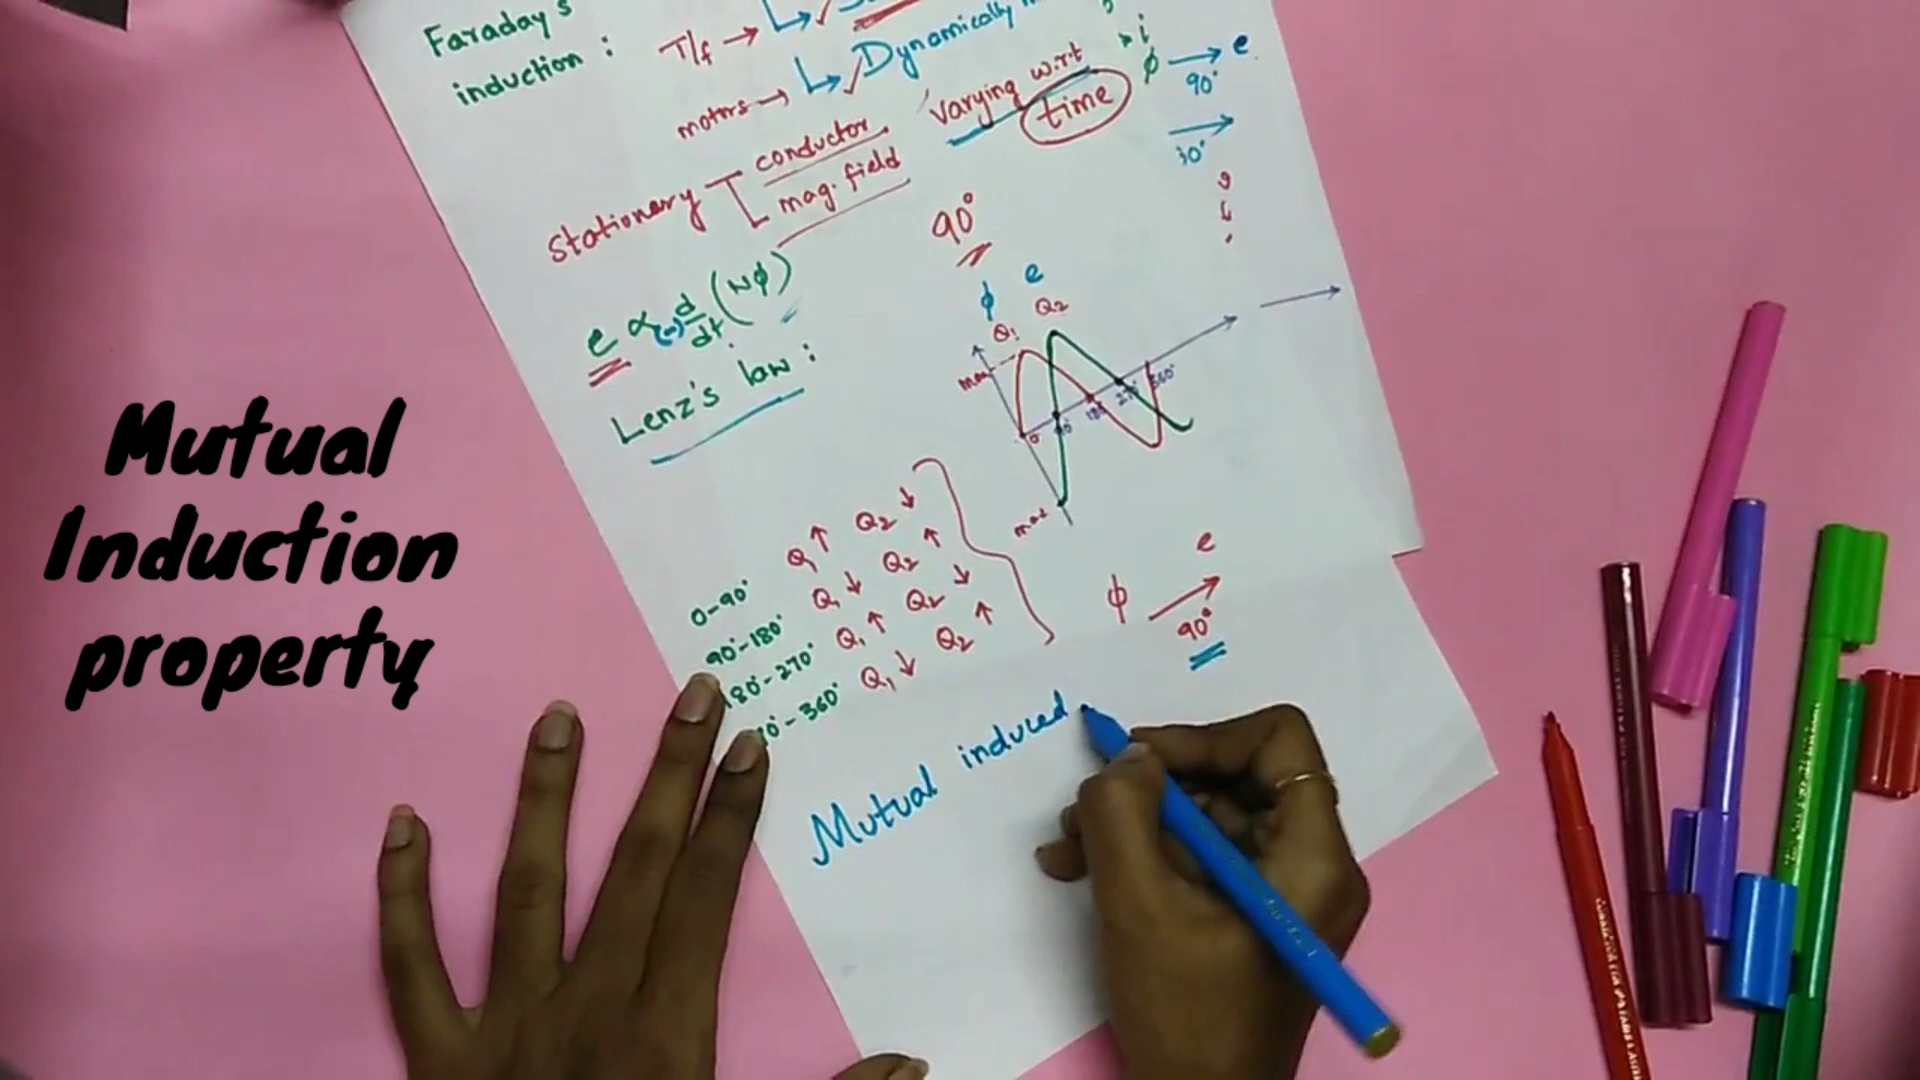 Faraday's
induction :
T/f →
Dynamically
motors →
Varying w.r.t
time
i
ϕ → e
90°
30°
Stationary
conductor
mag. field
e ∝ (-) d/dt (Nϕ)
Lenz's law :
90°
ϕ e
Q1 Q2
max
0° 90° 180° 270° 360°
max
0-90° Q1 ↑ Q2 ↓
90°-180° Q1 ↓ Q2 ↑
180°-270° Q1 ↑ Q2 ↓
70°-360° Q1 ↓ Q2 ↑
ϕ → e
90°
Mutual induced
Mutual
Induction
property